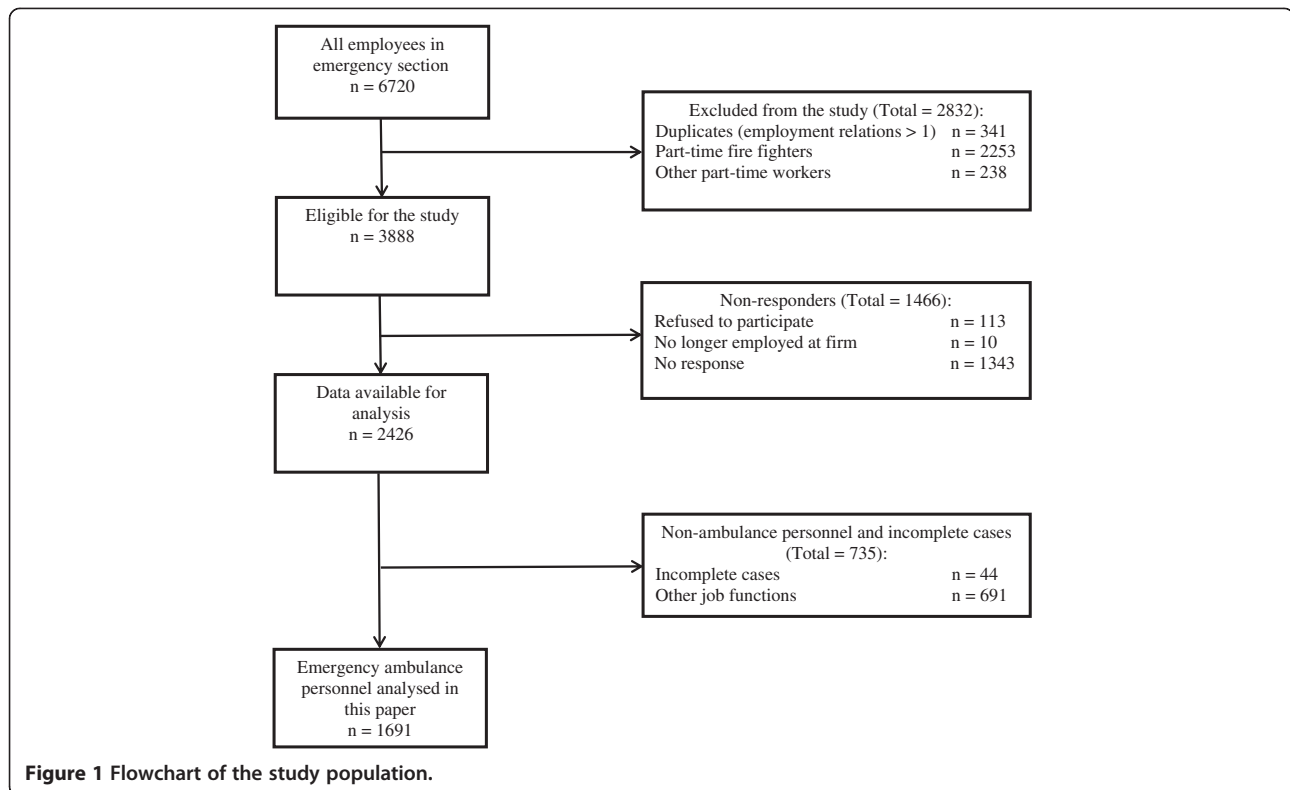 All employees in
emergency section
n = 6720
Excluded from the study (Total = 2832):
Duplicates (employment relations > 1) n = 341
Part-time fire fighters n = 2253
Other part-time workers n = 238
Eligible for the study
n = 3888
Non-responders (Total = 1466):
Refused to participate n = 113
No longer employed at firm n = 10
No response n = 1343
Data available for
analysis
n = 2426
Non-ambulance personnel and incomplete cases
(Total = 735):
Incomplete cases n = 44
Other job functions n = 691
Emergency ambulance
personnel analysed in
this paper
n = 1691
Figure 1 Flowchart of the study population.